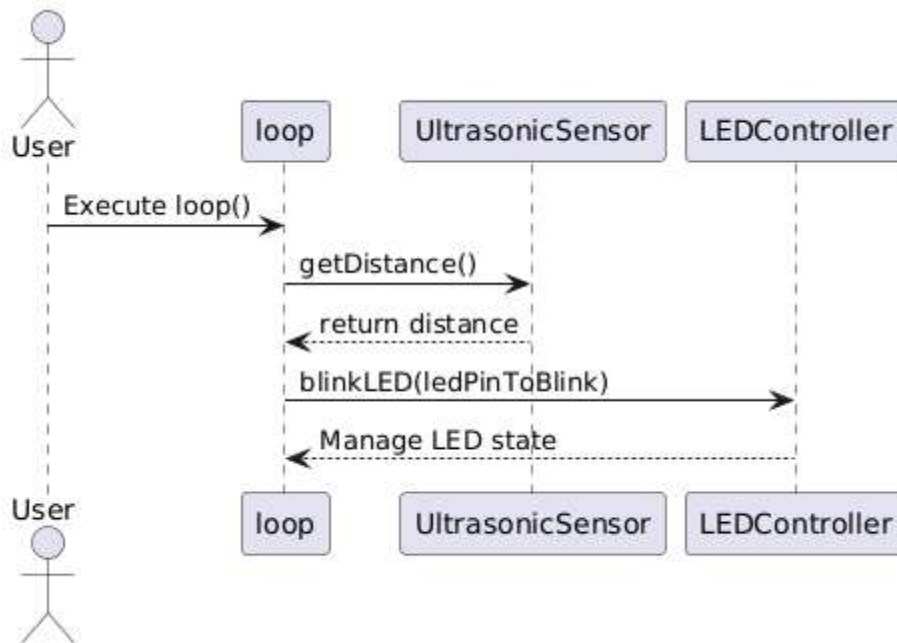 User
loop
UltrasonicSensor
LEDController
Execute loop()
getDistance()
return distance
blinkLED(ledPinToBlink)
Manage LED state
User
loop
UltrasonicSensor
LEDController